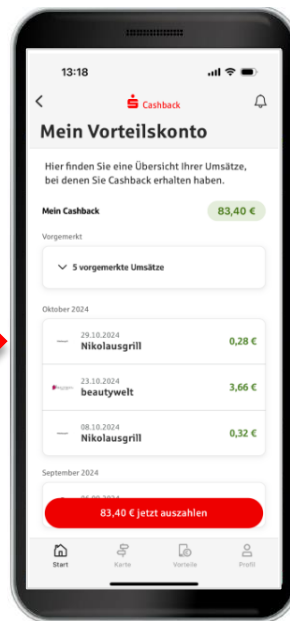 13:18
Cashback
Mein Vorteilskonto
Hier finden Sie eine Übersicht Ihrer Umsätze,
bei denen Sie Cashback erhalten haben.
Mein Cashback 83,40 €
Vorgemerkt
5 vorgemerkte Umsätze
Oktober 2024
29.10.2024
Nikolausgrill 0,28 €
23.10.2024
beautywelt 3,66 €
08.10.2024
Nikolausgrill 0,32 €
September 2024
83,40 € jetzt auszahlen
Start Karte Vorteile Profil